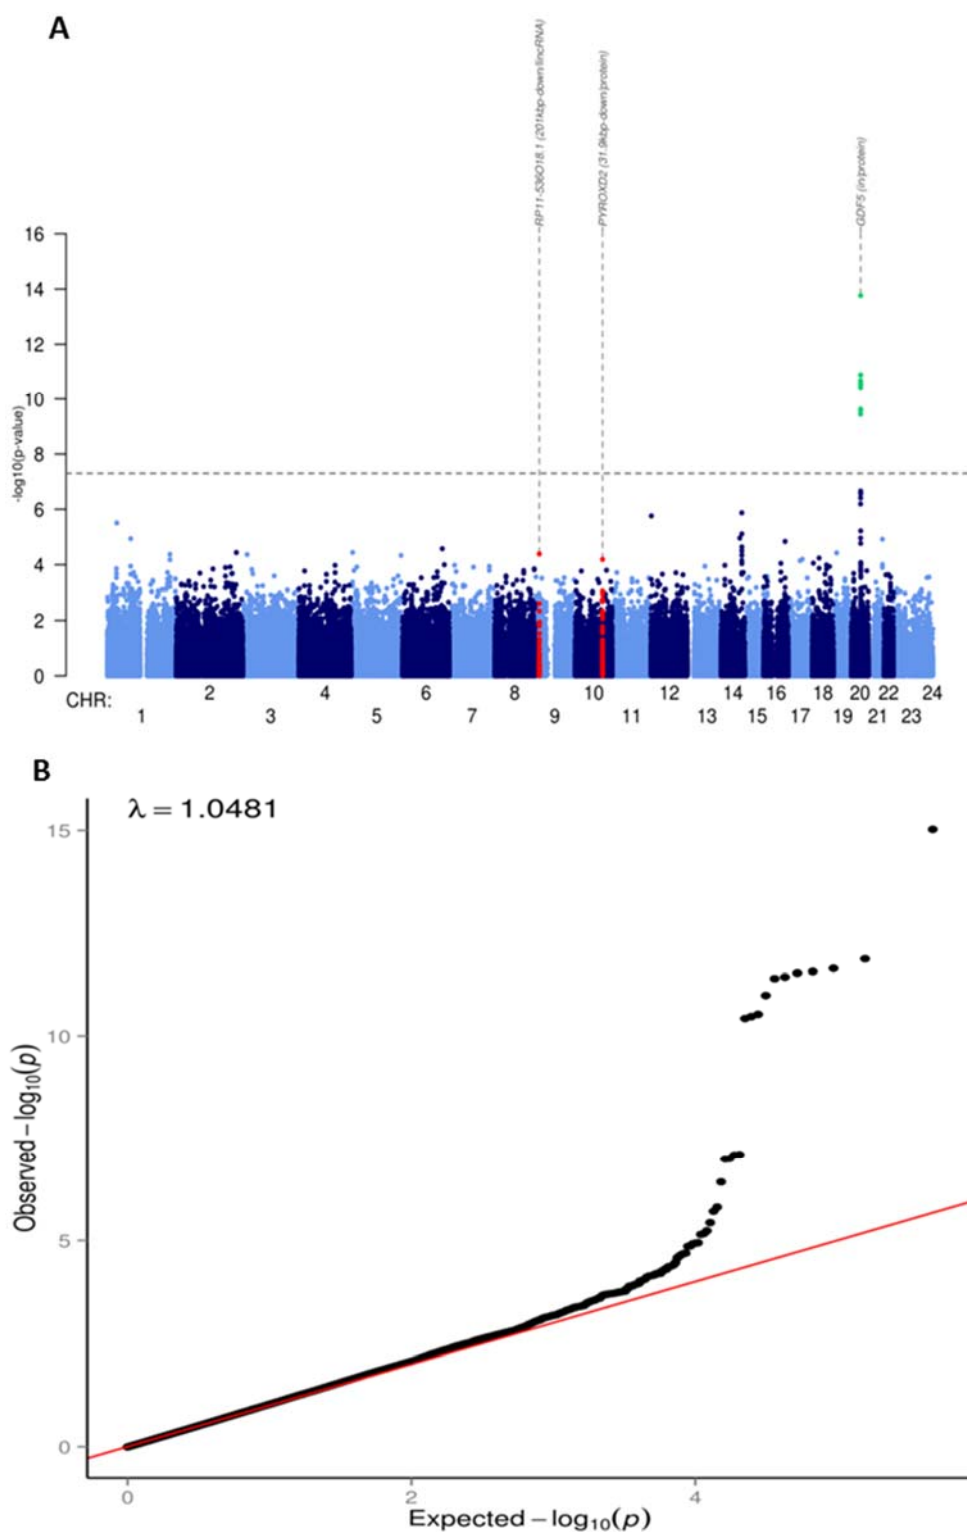 A
RP11-536O18.1 (201kbp-down/lincRNA)
PYROXD2 (31.9kbp-down/protein)
GDF5 (in/protein)
16
14
12
10
8
6
4
2
0
-log10(p-value)
CHR:
2 4 6 8 10 12 14 16 18 20 22 24
1 3 5 7 9 11 13 15 17 19 21 23
B
λ = 1.0481
15
10
5
0
Observed −log10(p)
0 2 4
Expected −log10(p)